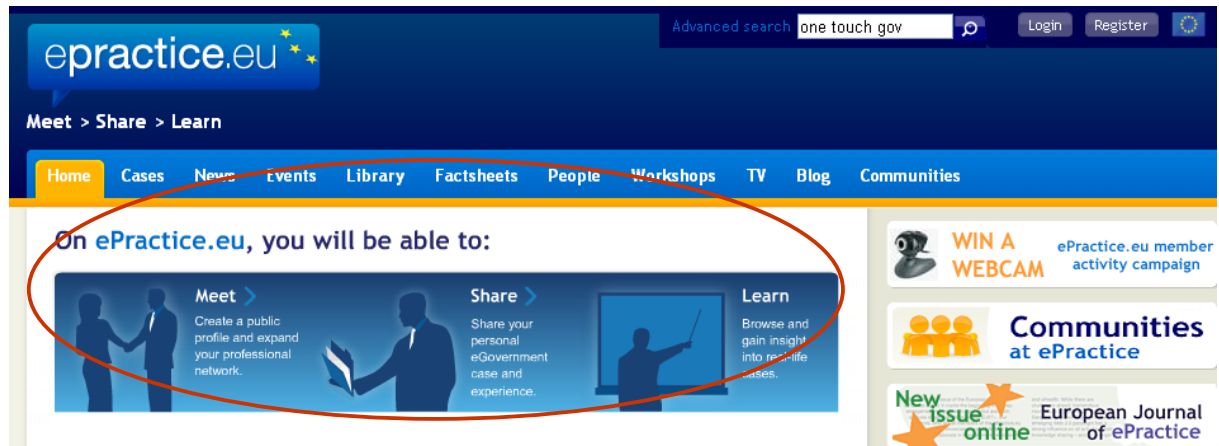 Advanced search one touch gov
Login
Register
epractice.eu
Meet > Share > Learn
Home Cases News Events Library Factsheets People Workshops TV Blog Communities
On ePractice.eu, you will be able to:
Meet >
Create a public
profile and expand
your professional
network.
Share >
Share your
personal
eGovernment
case and
experience.
Learn
Browse and
gain insight
into real-life
cases.
WIN A
WEBCAM
ePractice.eu member
activity campaign
Communities
at ePractice
New
issue
online
European Journal
of ePractice